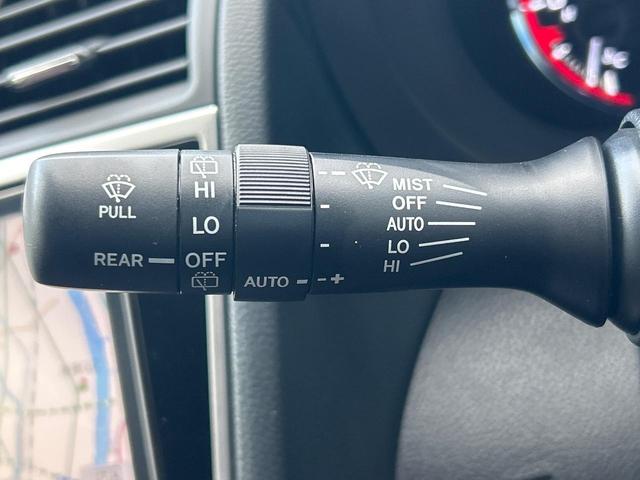 PULL
REAR
HI
LO
OFF
AUTO
- +
MIST
OFF
AUTO
LO
HI